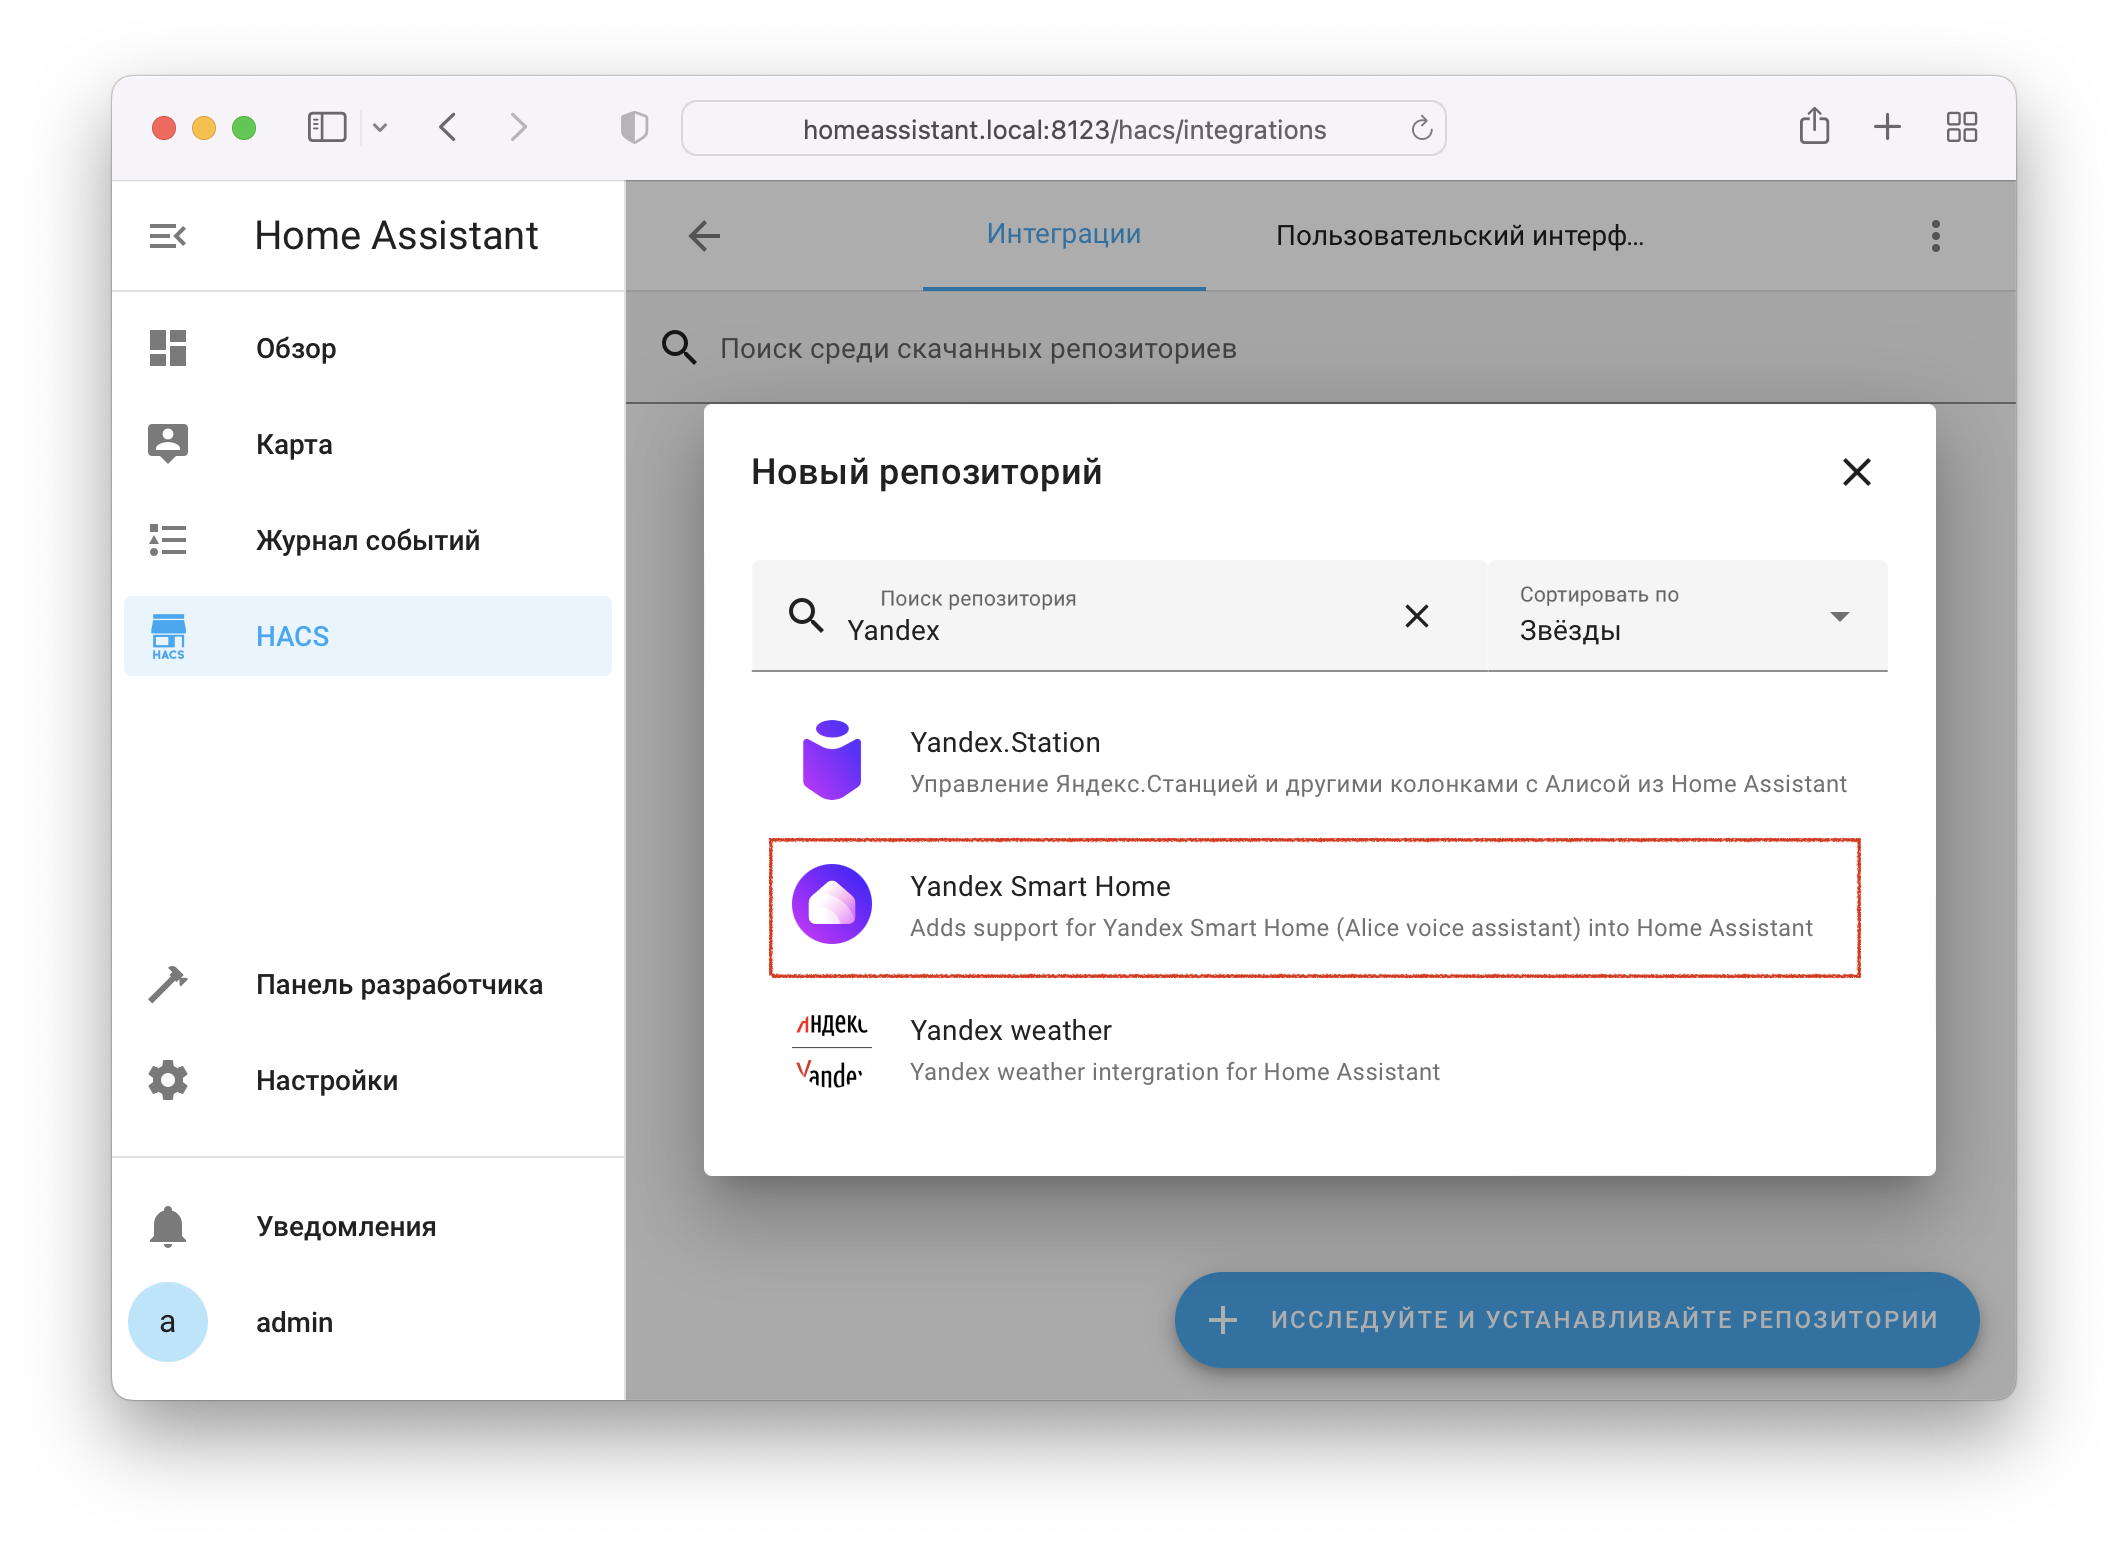 homeassistant.local:8123/hacs/integrations
Home Assistant
Интеграции
Пользовательский интерф...
Поиск среди скачанных репозиториев
Обзор
Карта
Журнал событий
HACS
HACS
Панель разработчика
Настройки
Уведомления
a
admin
Новый репозиторий
Поиск репозитория
Yandex
Сортировать по
Звёзды
Yandex.Station
Управление Яндекс.Станцией и другими колонками с Алисой из Home Assistant
Yandex Smart Home
Adds support for Yandex Smart Home (Alice voice assistant) into Home Assistant
Яндекс
Yandex
Yandex weather
Yandex weather intergration for Home Assistant
ИССЛЕДУЙТЕ И УСТАНАВЛИВАЙТЕ РЕПОЗИТОРИИ